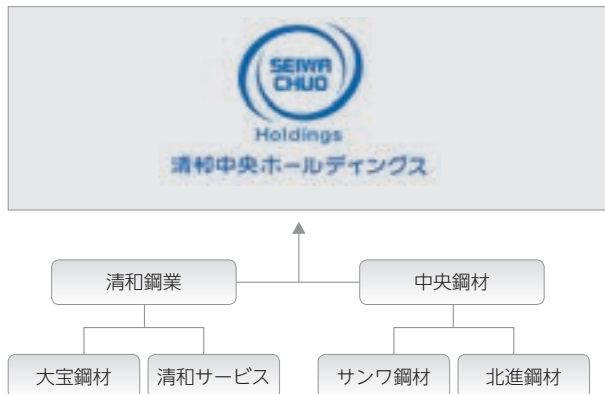 SEIWA
CHUO
Holdings
清和中央ホールディングス
清和鋼業
中央鋼材
大宝鋼材
清和サービス
サンワ鋼材
北進鋼材